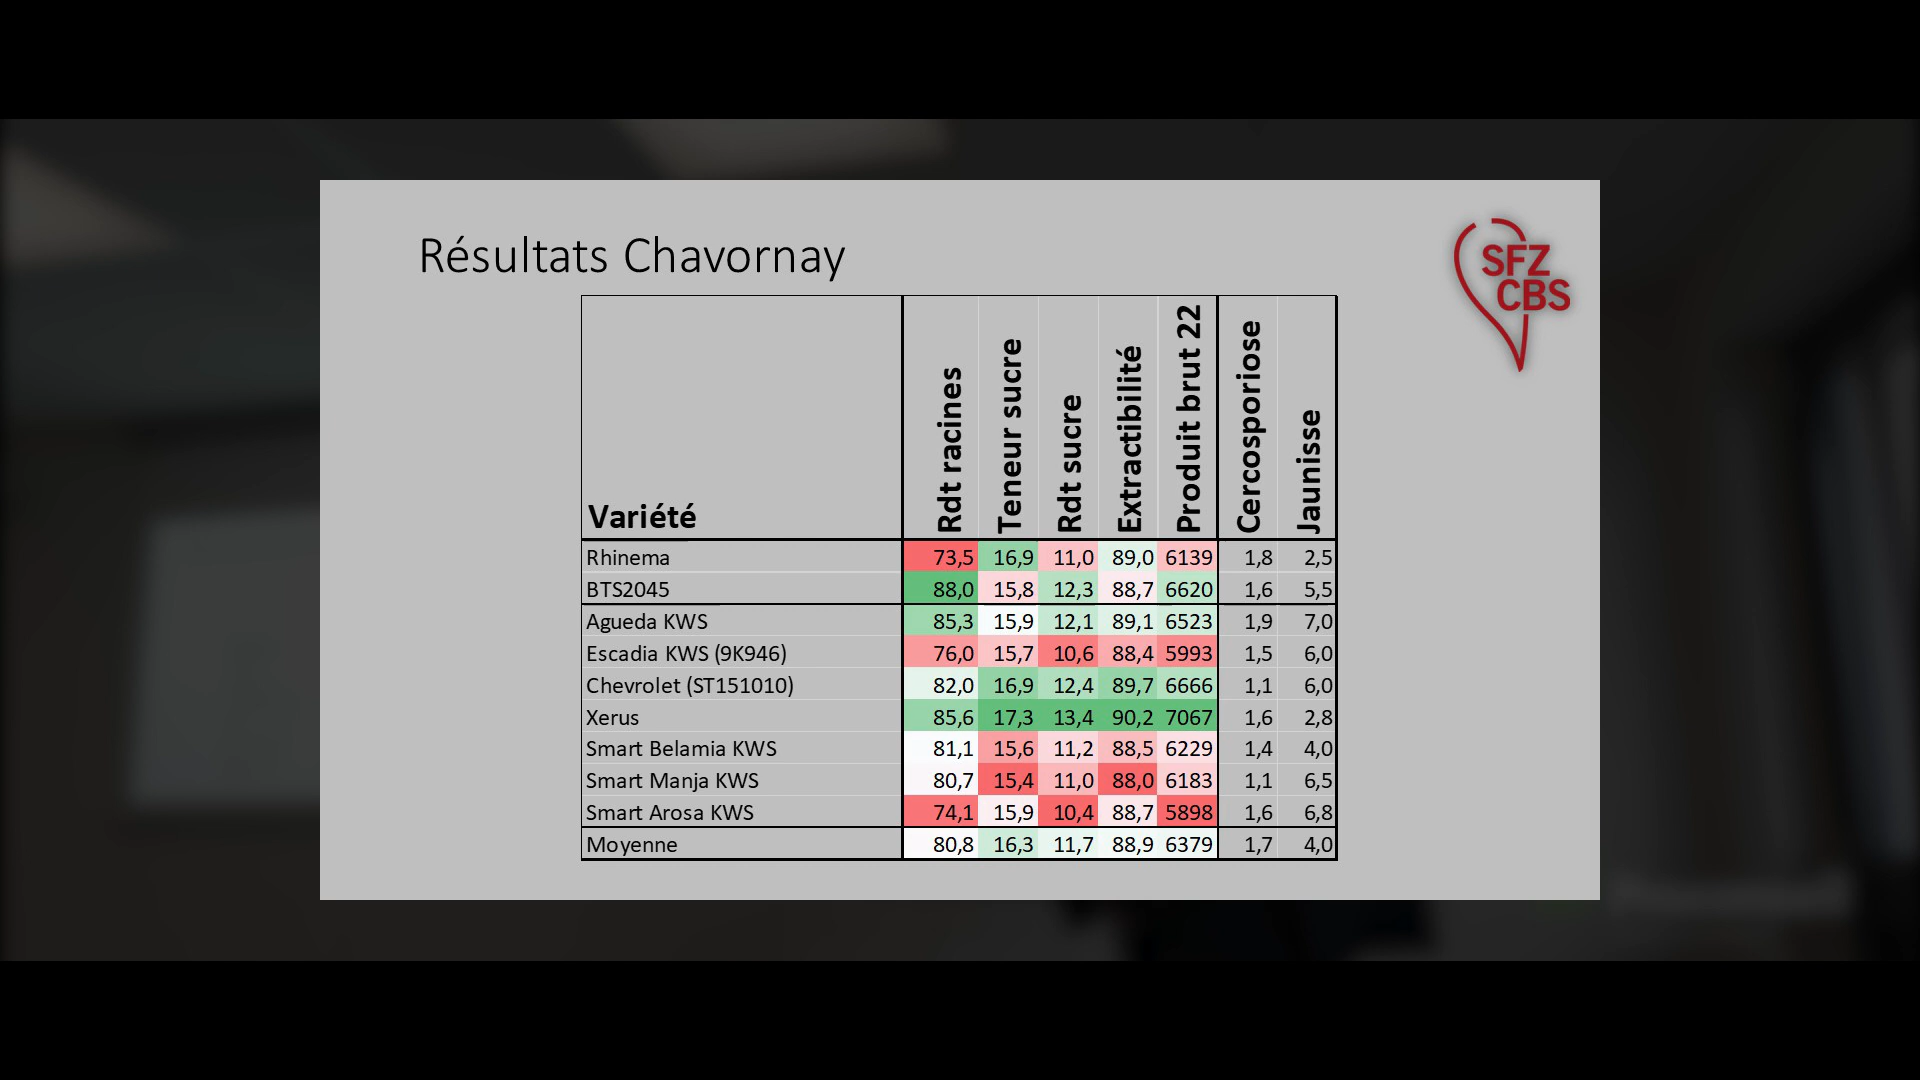 Résultats Chavornay
SFZ
CBS
Variété Rdt racines Teneur sucre Rdt sucre Extractibilité Produit brut 22 Cercosporiose Jaunisse
Rhinema 73,5 16,9 11,0 89,0 6139 1,8 2,5
BTS2045 88,0 15,8 12,3 88,7 6620 1,6 5,5
Agueda KWS 85,3 15,9 12,1 89,1 6523 1,9 7,0
Escadia KWS (9K946) 76,0 15,7 10,6 88,4 5993 1,5 6,0
Chevrolet (ST151010) 82,0 16,9 12,4 89,7 6666 1,1 6,0
Xerus 85,6 17,3 13,4 90,2 7067 1,6 2,8
Smart Belamia KWS 81,1 15,6 11,2 88,5 6229 1,4 4,0
Smart Manja KWS 80,7 15,4 11,0 88,0 6183 1,1 6,5
Smart Arosa KWS 74,1 15,9 10,4 88,7 5898 1,6 6,8
Moyenne 80,8 16,3 11,7 88,9 6379 1,7 4,0